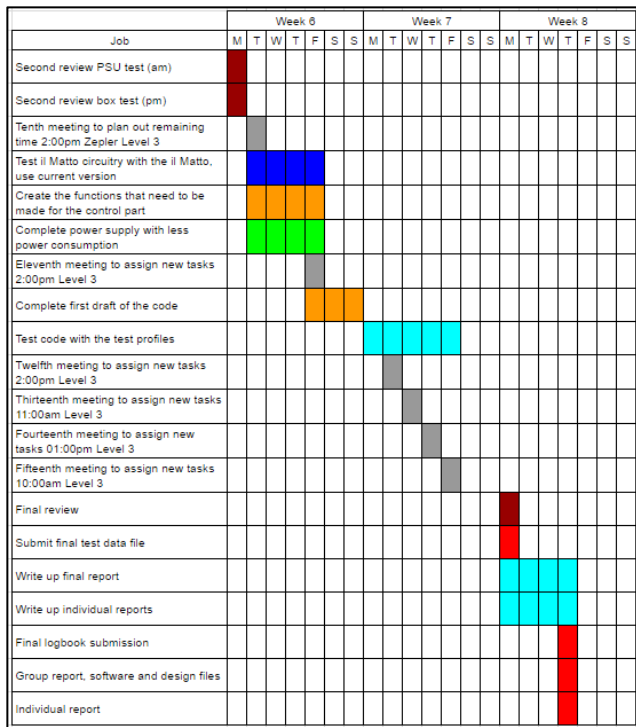 Week 6 Week 7 Week 8
Job M T W T F S S M T W T F S S M T W T F S S
Second review PSU test (am)
Second review box test (pm)
Tenth meeting to plan out remaining
time 2:00pm Zepler Level 3
Test il Matto circuitry with the il Matto,
use current version
Create the functions that need to be
made for the control part
Complete power supply with less
power consumption
Eleventh meeting to assign new tasks
2:00pm Level 3
Complete first draft of the code
Test code with the test profiles
Twelfth meeting to assign new tasks
2:00pm Level 3
Thirteenth meeting to assign new tasks
11:00am Level 3
Fourteenth meeting to assign new
tasks 01:00pm Level 3
Fifteenth meeting to assign new tasks
10:00am Level 3
Final review
Submit final test data file
Write up final report
Write up individual reports
Final logbook submission
Group report, software and design files
Individual report